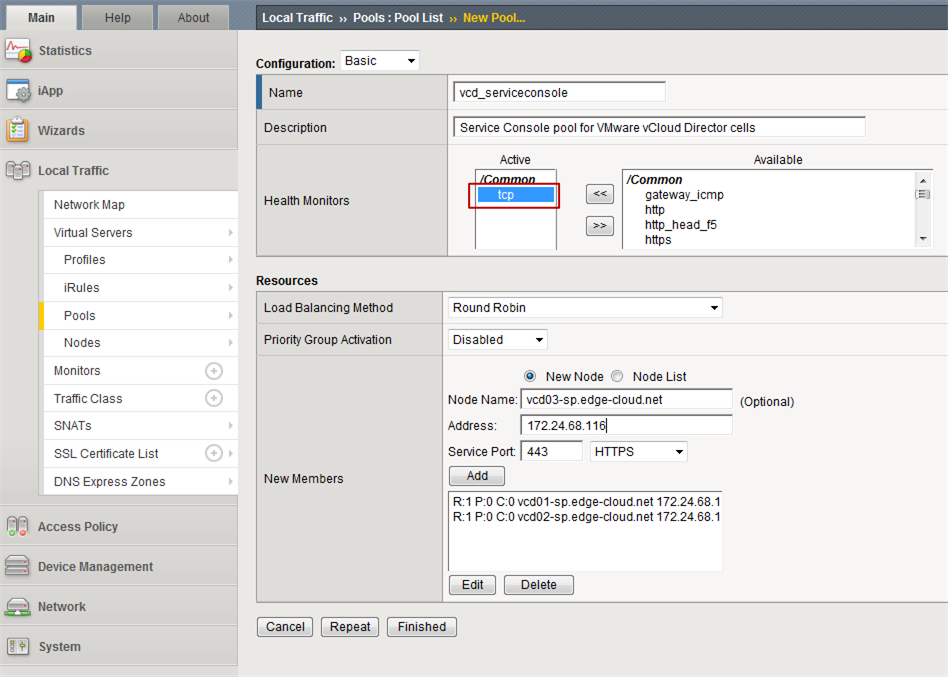 Main Help About
Local Traffic ›› Pools : Pool List ›› New Pool...
Statistics
iApp
Wizards
Local Traffic
Network Map
Virtual Servers
Profiles
iRules
Pools
Nodes
Monitors
Traffic Class
SNATs
SSL Certificate List
DNS Express Zones
Access Policy
Device Management
Network
System
Configuration: Basic
Name vcd_serviceconsole
Description Service Console pool for VMware vCloud Director cells
Health Monitors
Active
/Common
tcp
<<
>>
Available
/Common
gateway_icmp
http
http_head_f5
https
Resources
Load Balancing Method Round Robin
Priority Group Activation Disabled
New Members
New Node Node List
Node Name: vcd03-sp.edge-cloud.net (Optional)
Address: 172.24.68.116
Service Port: 443 HTTPS
Add
R:1 P:0 C:0 vcd01-sp.edge-cloud.net 172.24.68.1
R:1 P:0 C:0 vcd02-sp.edge-cloud.net 172.24.68.1
Edit Delete
Cancel Repeat Finished